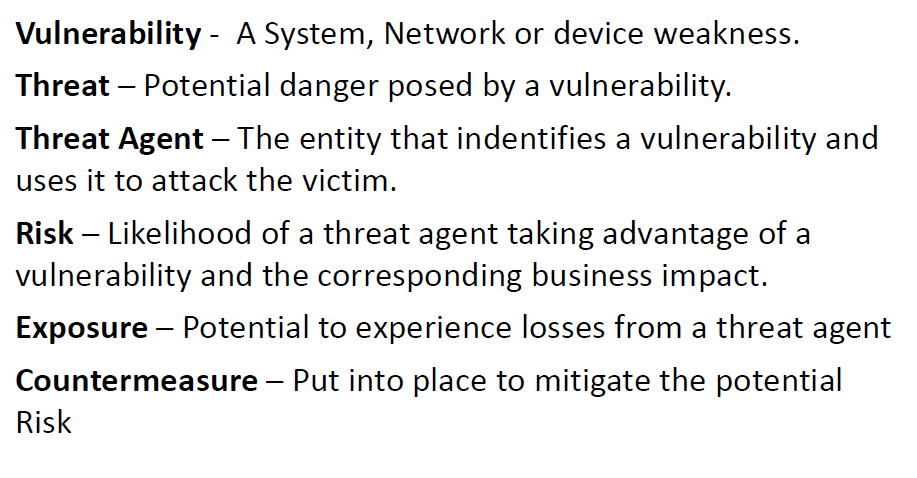 Vulnerability -  A System, Network or device weakness.
Threat – Potential danger posed by a vulnerability.
Threat Agent – The entity that indentifies a vulnerability and
uses it to attack the victim.
Risk – Likelihood of a threat agent taking advantage of a
vulnerability and the corresponding business impact.
Exposure – Potential to experience losses from a threat agent
Countermeasure – Put into place to mitigate the potential
Risk